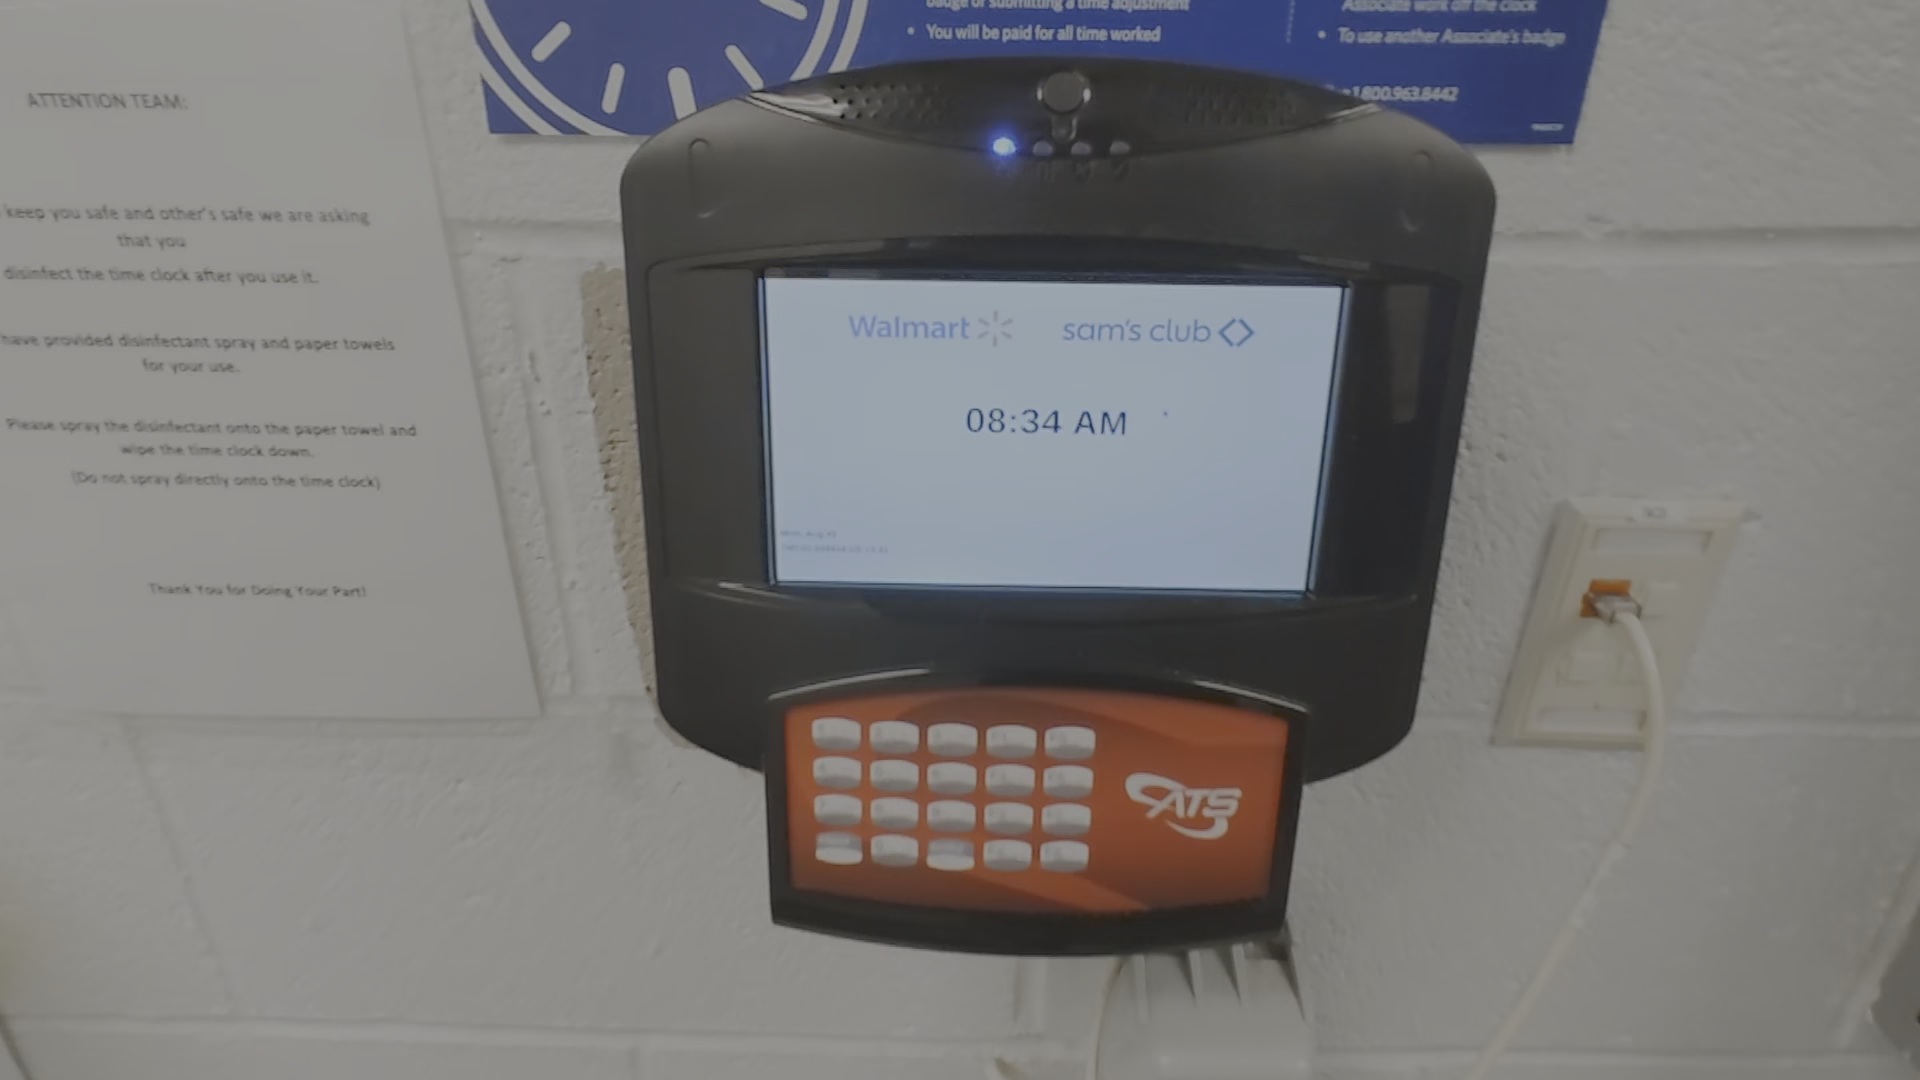 badge or submitting a time adjustment
• You will be paid for all time worked
Associate work off the clock
• To use another Associate's badge
1.800.963.8442
ATTENTION TEAM:
keep you safe and other's safe we are asking
that you
disinfect the time clock after you use it.
have provided disinfectant spray and paper towels
for your use.
Please spray the disinfectant onto the paper towel and
wipe the time clock down.
(Do not spray directly onto the time clock)
Thank You for Doing Your Part!
Walmart sam's club
08:34 AM
ATS